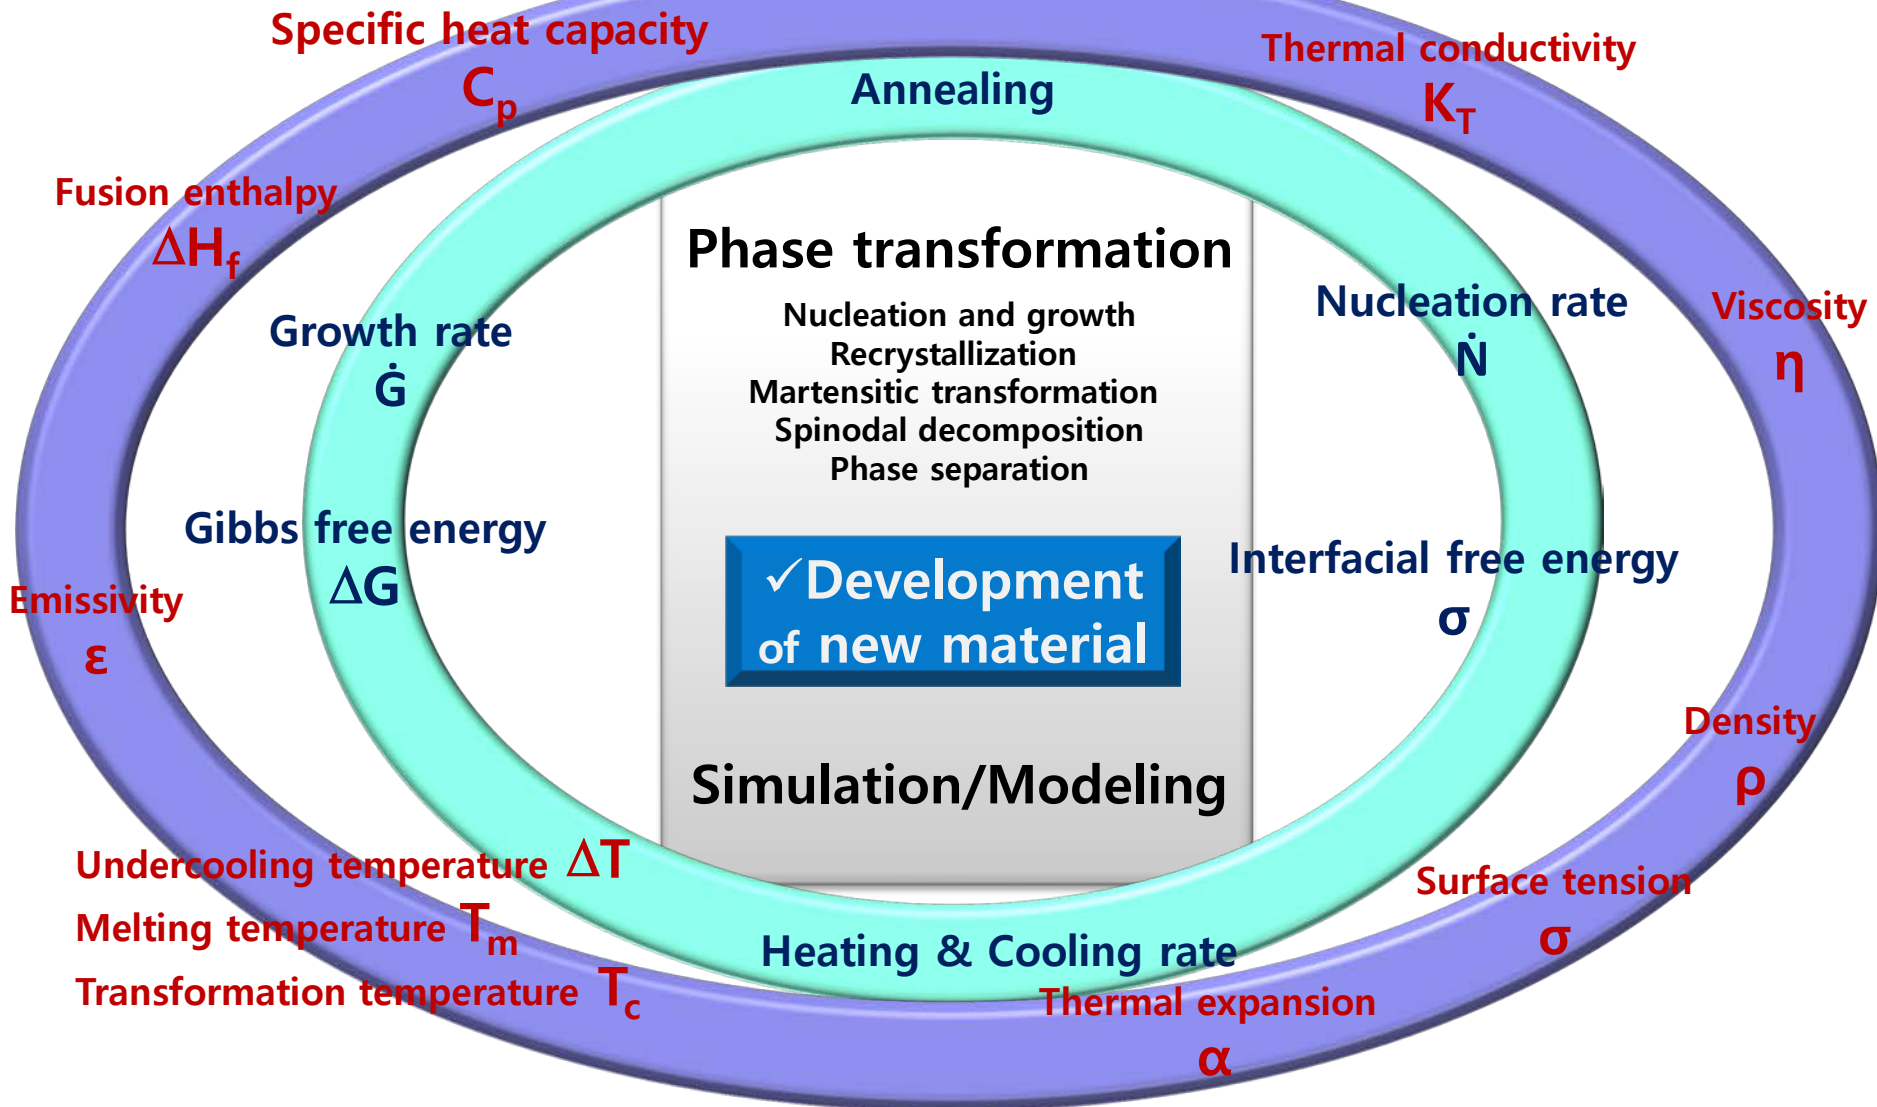 Specific heat capacity
Cp
Thermal conductivity
KT
Annealing
Fusion enthalpy
ΔHf
Phase transformation
Nucleation and growth
Recrystallization
Martensitic transformation
Spinodal decomposition
Phase separation
Growth rate
Ġ
Nucleation rate
Ṅ
Viscosity
η
Gibbs free energy
ΔG
✓Development
of new material
Interfacial free energy
σ
Emissivity
ε
Density
ρ
Simulation/Modeling
Undercooling temperature ΔT
Melting temperature Tm
Transformation temperature Tc
Surface tension
σ
Heating & Cooling rate
Thermal expansion
α